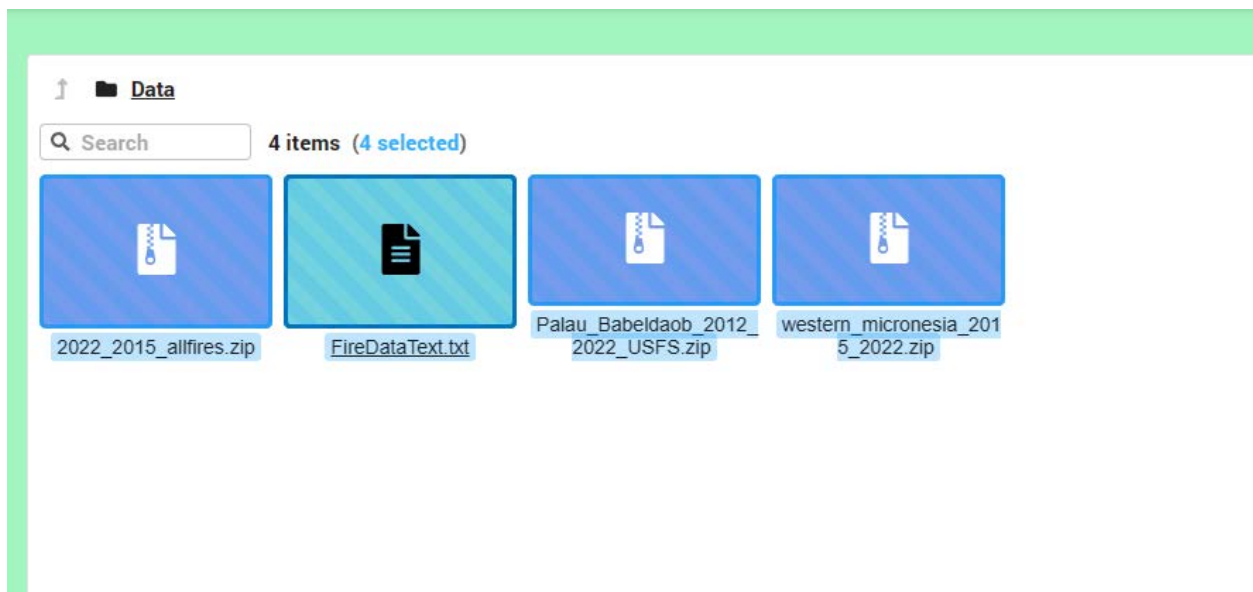 Data
Search
4 items (4 selected)
2022_2015_allfires.zip
FireDataText.txt
Palau_Babeldaob_2012_
2022_USFS.zip
western_micronesia_201
5_2022.zip